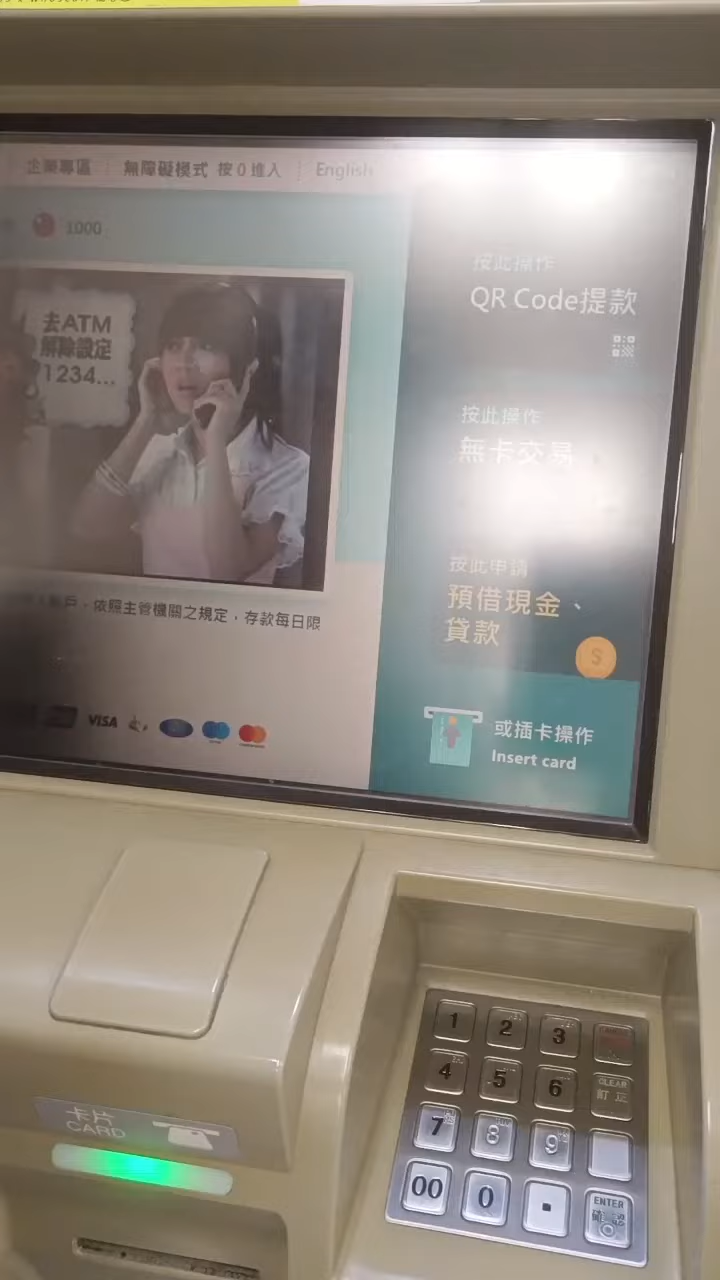 企業專區
無障礙模式 按0進入
English
1000
去ATM
解除設定
1234...
戶,依照主管機關之規定,存款每日限
VISA
按此操作
QR Code提款
按此操作
無卡交易
按此申請
預借現金、
貸款
S
或插卡操作
Insert card
卡片
CARD
1 2 3
4 5 6
CLEAR
訂正
7 8 9
00 0 .
ENTER
確認